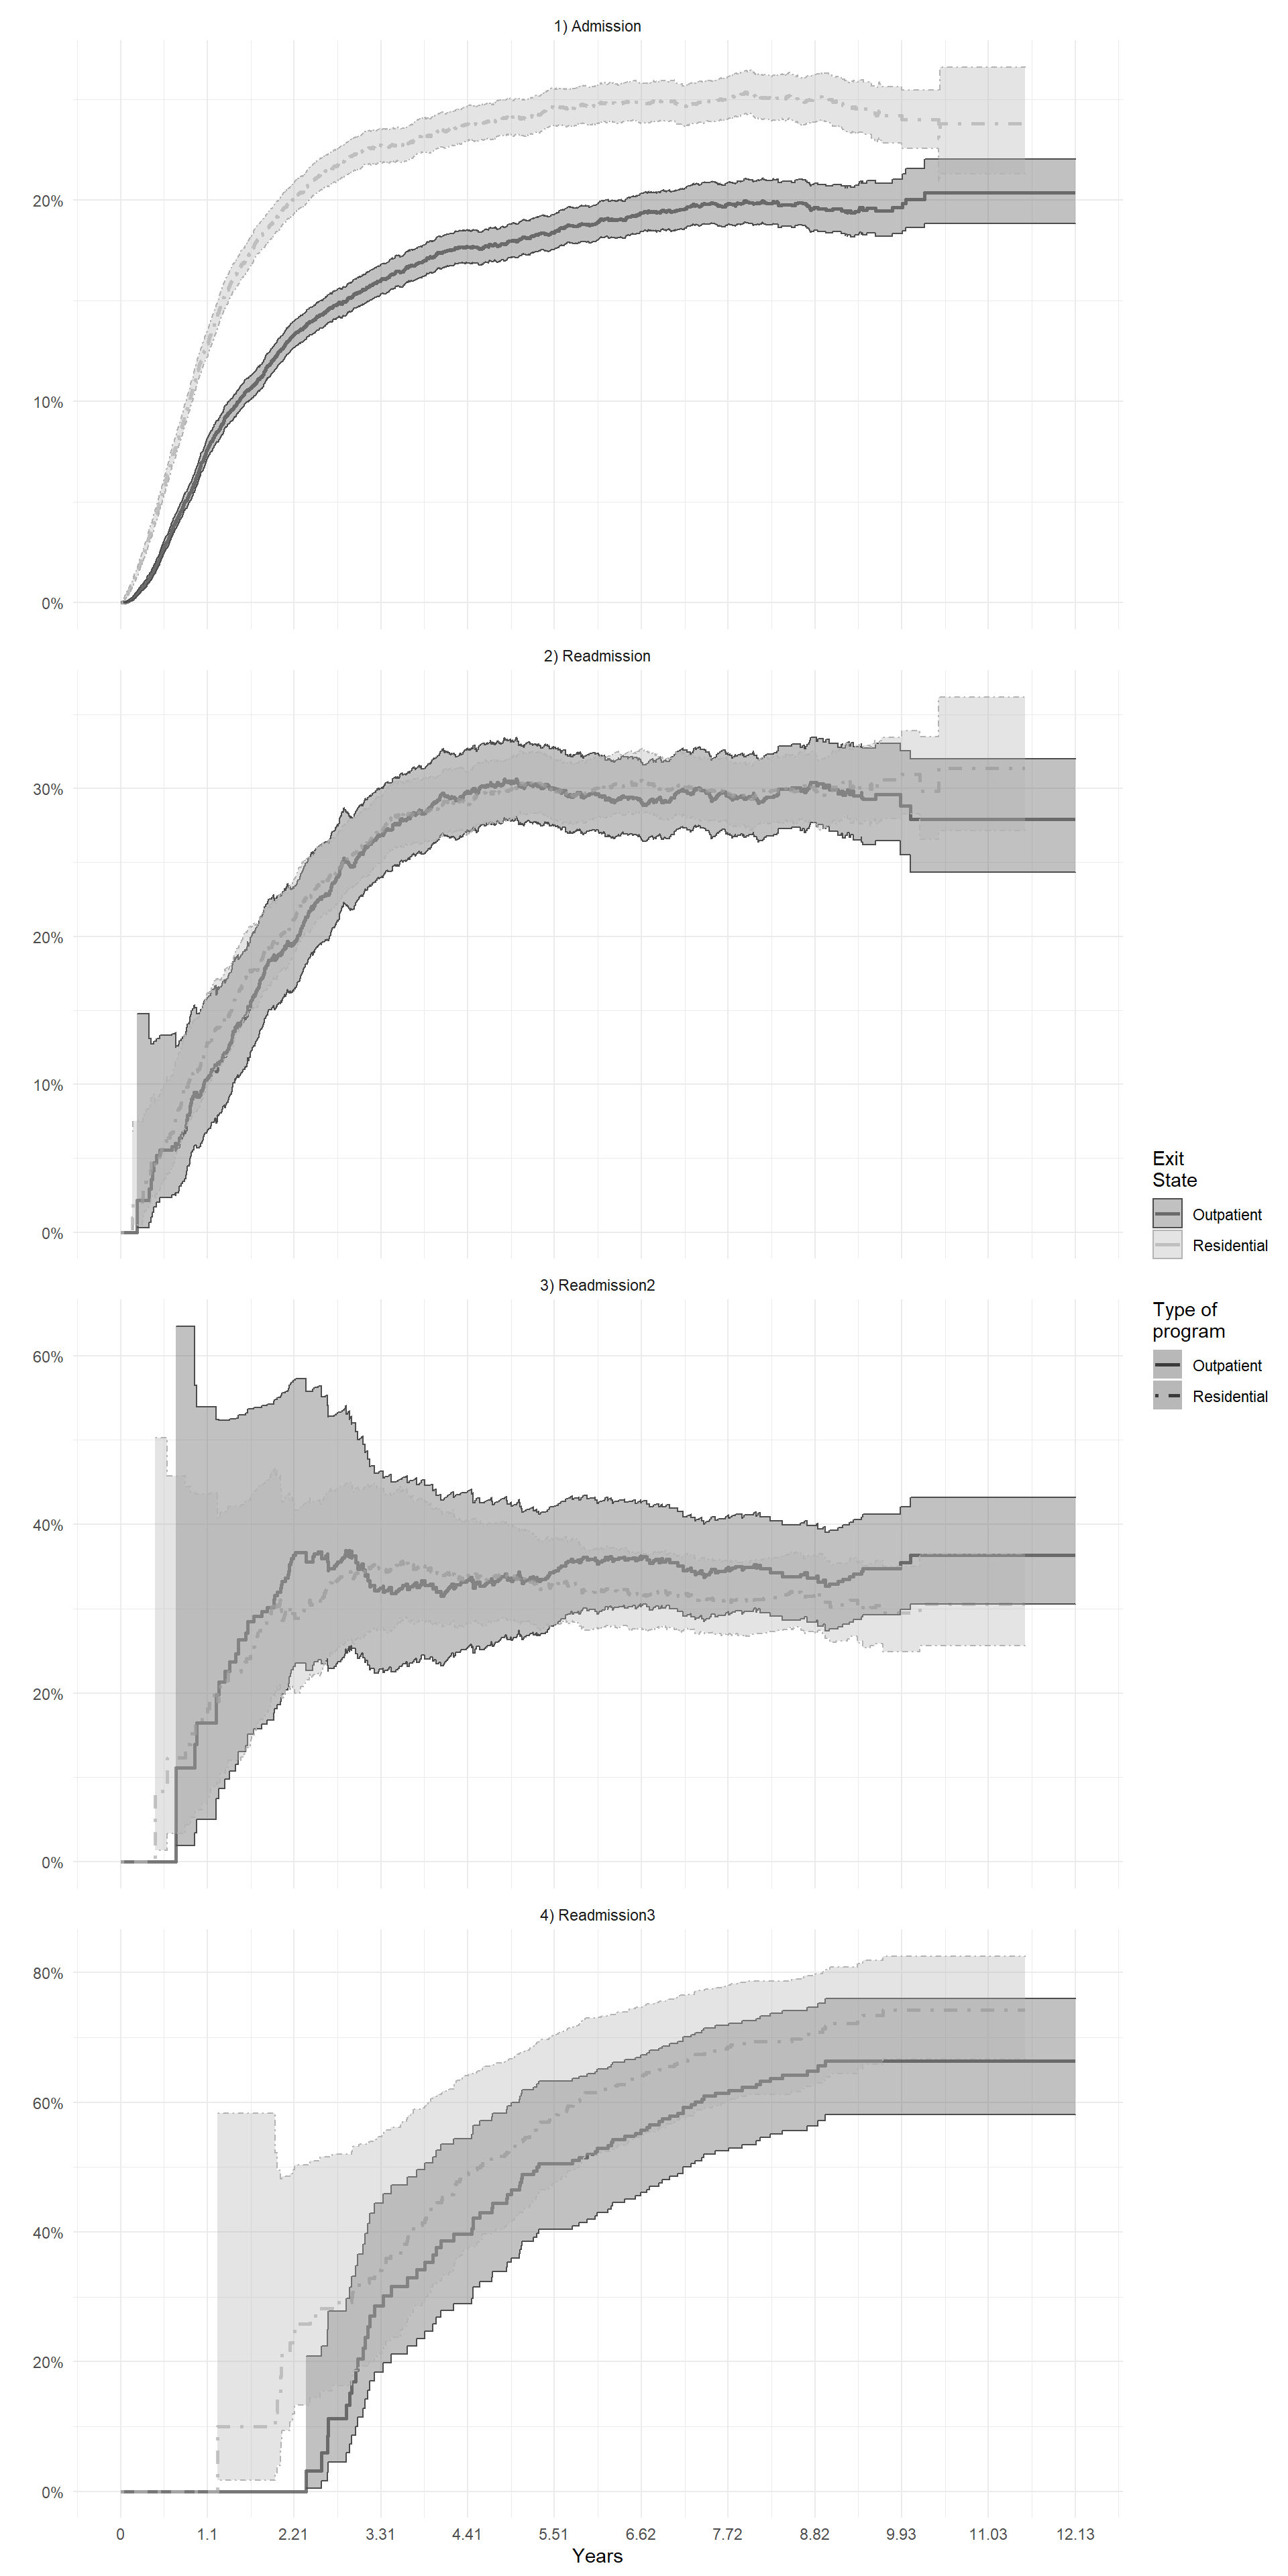 1) Admission
20%
10%
0%
2) Readmission
30%
20%
10%
0%
Exit
State
Outpatient
Residential
3) Readmission2
60%
40%
20%
0%
Type of
program
Outpatient
Residential
4) Readmission3
80%
60%
40%
20%
0%
0 1.1 2.21 3.31 4.41 5.51 6.62 7.72 8.82 9.93 11.03 12.13
Years